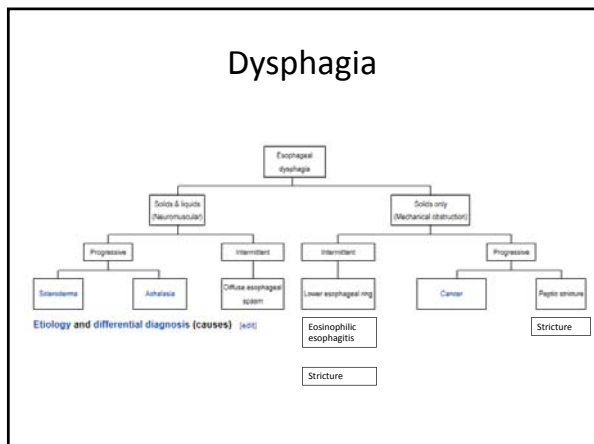 Dysphagia
Esophageal
dysphagia
Solids & liquids
(Neuromuscular)
Solids only
(Mechanical obstruction)
Progressive
Intermittent
Intermittent
Progressive
Scleroderma
Achalasia
Diffuse esophageal
spasm
Lower esophageal ring
Cancer
Peptic stricture
Etiology and differential diagnosis (causes) [edit]
Eosinophilic
esophagitis
Stricture
Stricture